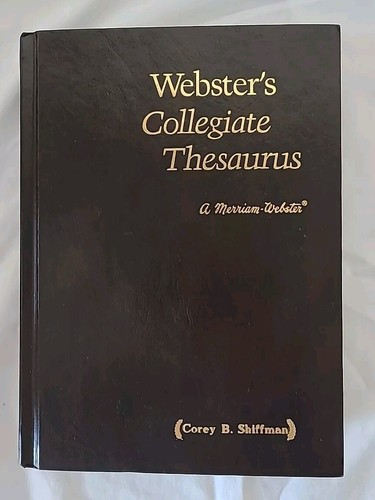 Webster's
Collegiate
Thesaurus
A Merriam-Webster®
(Corey B. Shiffman)